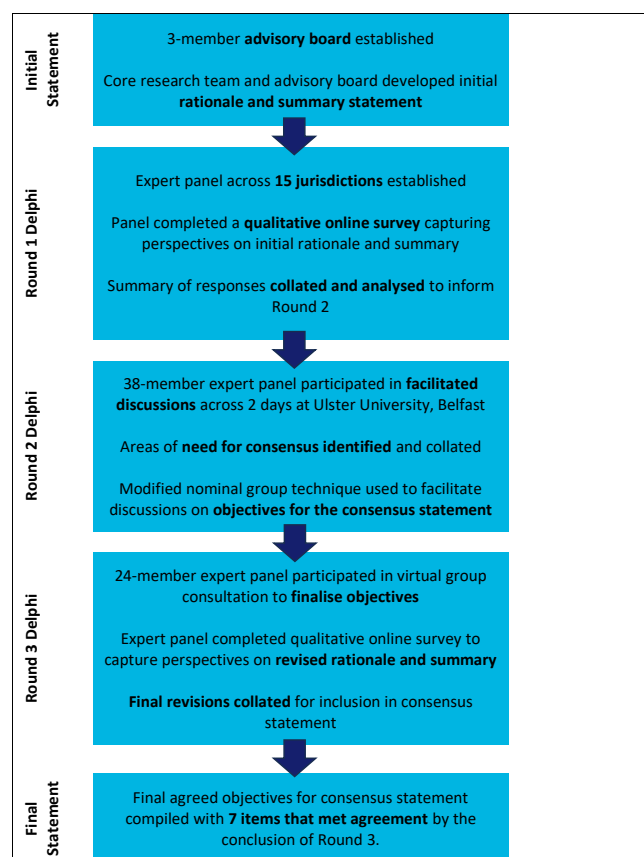 Initial
Statement
3-member advisory board established
Core research team and advisory board developed initial
rationale and summary statement
Round 1 Delphi
Expert panel across 15 jurisdictions established
Panel completed a qualitative online survey capturing
perspectives on initial rationale and summary
Summary of responses collated and analysed to inform
Round 2
Round 2 Delphi
38-member expert panel participated in facilitated
discussions across 2 days at Ulster University, Belfast
Areas of need for consensus identified and collated
Modified nominal group technique used to facilitate
discussions on objectives for the consensus statement
Round 3 Delphi
24-member expert panel participated in virtual group
consultation to finalise objectives
Expert panel completed qualitative online survey to
capture perspectives on revised rationale and summary
Final revisions collated for inclusion in consensus
statement
Final
Statement
Final agreed objectives for consensus statement
compiled with 7 items that met agreement by the
conclusion of Round 3.